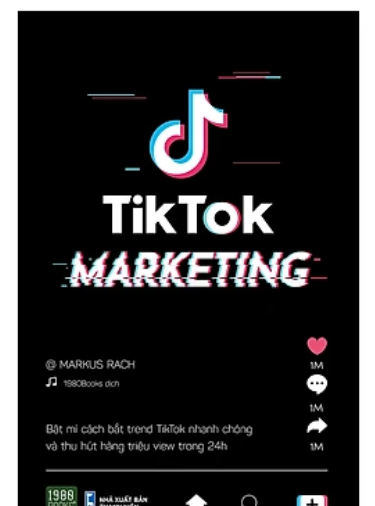 TikTok
MARKETING
@ MARKUS RACH
1980Books dịch
1M
1M
1M
Bật mí cách bắt trend TikTok nhanh chóng
và thu hút hàng triệu view trong 24h
1980
BOOKS
NHÀ XUẤT BẢN